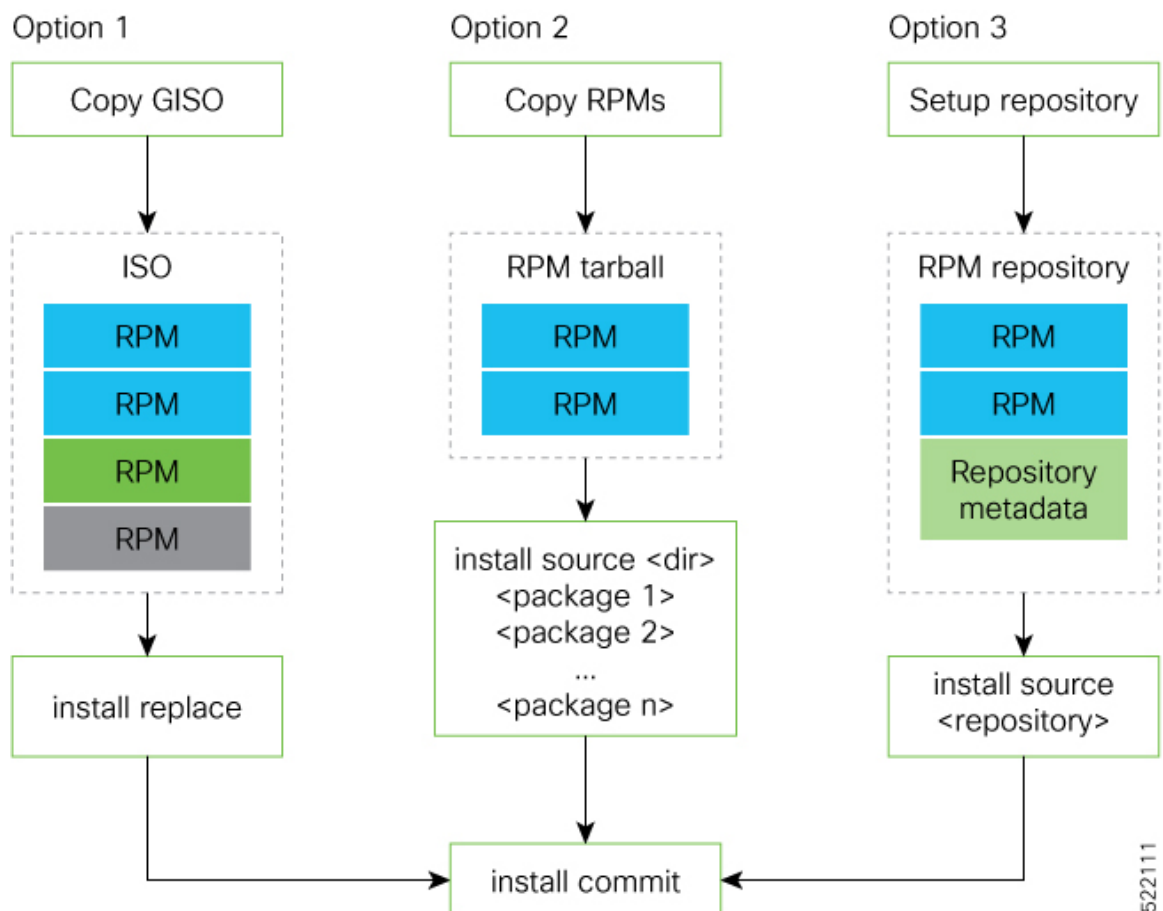 Option 1
Copy GISO
ISO
RPM
RPM
RPM
RPM
install replace
Option 2
Copy RPMs
RPM tarball
RPM
RPM
install source <dir>
<package 1>
<package 2>
...
<package n>
Option 3
Setup repository
RPM repository
RPM
RPM
Repository
metadata
install source
<repository>
install commit
522111